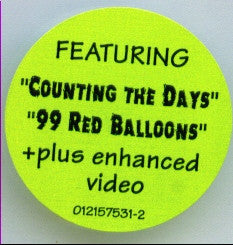 FEATURING
"COUNTING THE DAYS"
"99 RED BALLOONS"
+plus enhanced
video
012157531-2